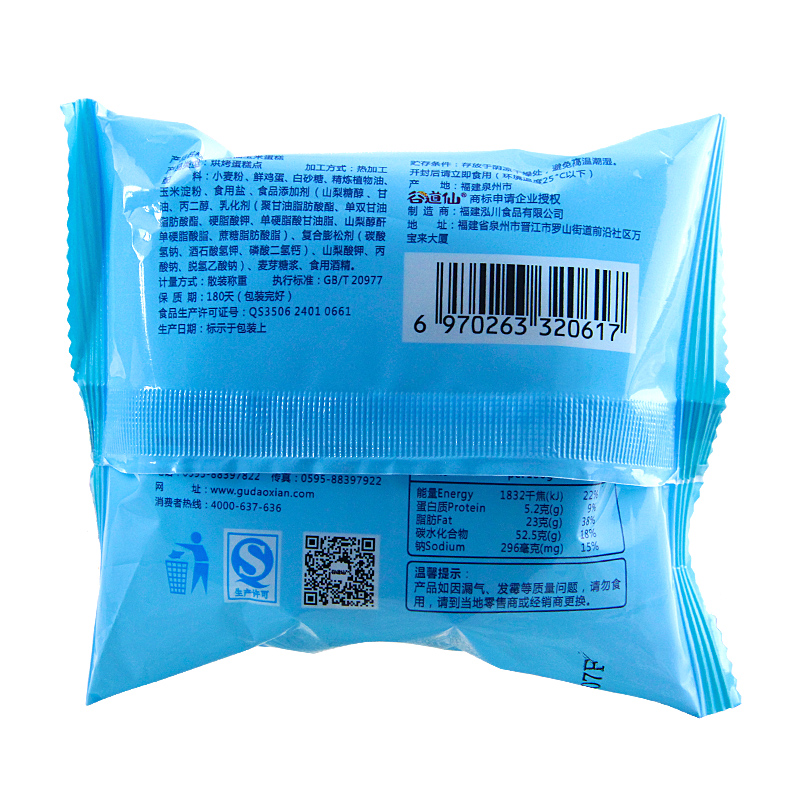 烘烤蛋糕点 加工方式：热加工
料：小麦粉、鲜鸡蛋、白砂糖、精炼植物油、
玉米淀粉、食用盐、食品添加剂（山梨糖醇、甘
油、丙二醇、乳化剂（聚甘油脂肪酸酯、单双甘油
脂肪酸酯、硬脂酸钾、单硬脂酸甘油脂、山梨醇酐
单硬脂酸脂、蔗糖脂肪酸脂）、复合膨松剂（碳酸
氢钠、酒石酸氢钾、磷酸二氢钙）、山梨酸钾、丙
酸钠、脱氢乙酸钠）、麦芽糖浆、食用酒精。
计量方式：散装称重 执行标准：GB/T 20977
保 质 期：180天（包装完好）
食品生产许可证号：QS3506 2401 0661
生产日期：标示于包装上
贮存条件：存放于阴凉干燥处，避免高温潮湿。
开封后请立即食用（环境温度25°C以下）
产 地：福建泉州市
谷道仙® 商标申请企业授权
制 造 商：福建泓川食品有限公司
地 址：福建省泉州市晋江市罗山街道前沿社区万
宝来大厦
6 970263 320617
0595-88397822 传真：0595-88397922
网 址：www.gudaoxian.com
消费者热线：4000-637-636
生产许可
能量Energy 1832千焦(kJ) 22%
蛋白质Protein 5.2克(g) 9%
脂肪Fat 23克(g) 38%
碳水化合物 52.5克(g) 18%
钠Sodium 296毫克(mg) 15%
温馨提示：
产品如因漏气、发霉等质量问题，请勿食
用，请到当地零售商或经销商更换。
07F